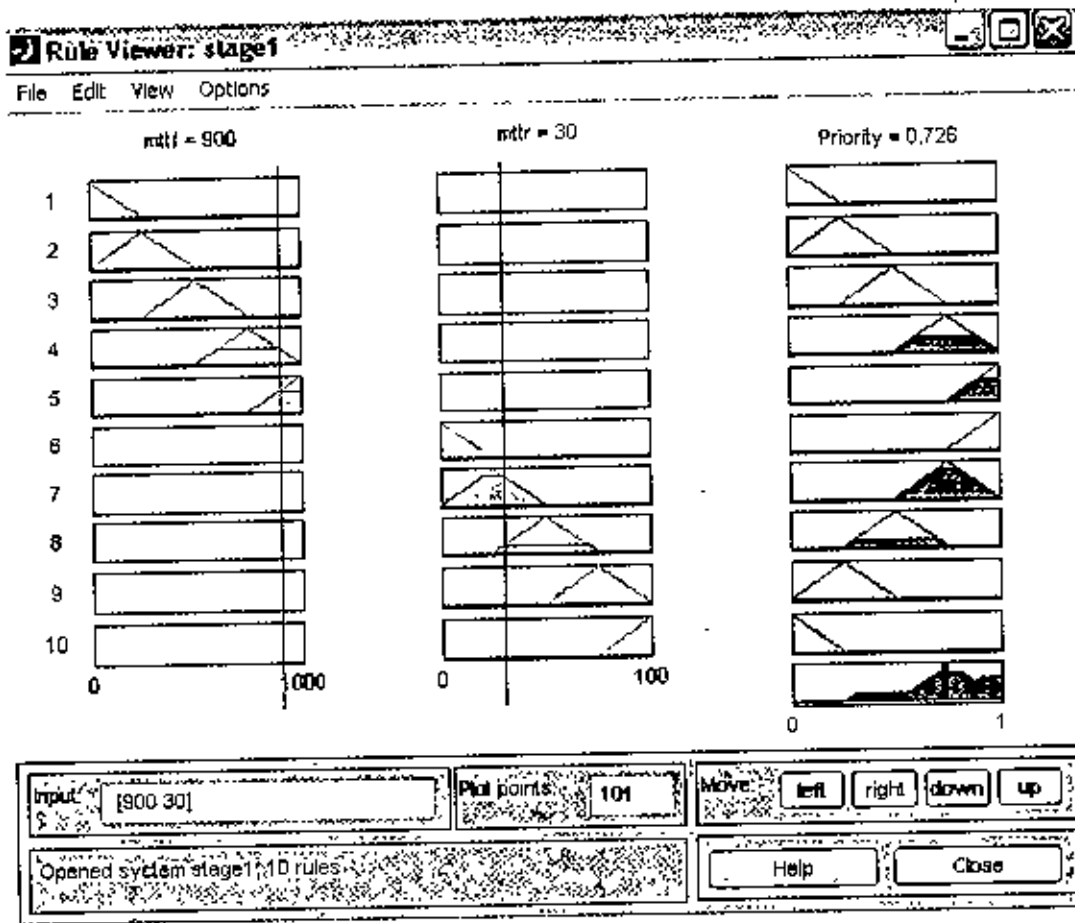 Rule Viewer: stage1
File Edit View Options
mttf = 900 mttr = 30 Priority = 0.726
1
2
3
4
5
6
7
8
9
10
0 1000 0 100
0 1
Input: [900 30] Plot points: 101 Move: left right down up
Opened system stage1, 10 rules Help Close